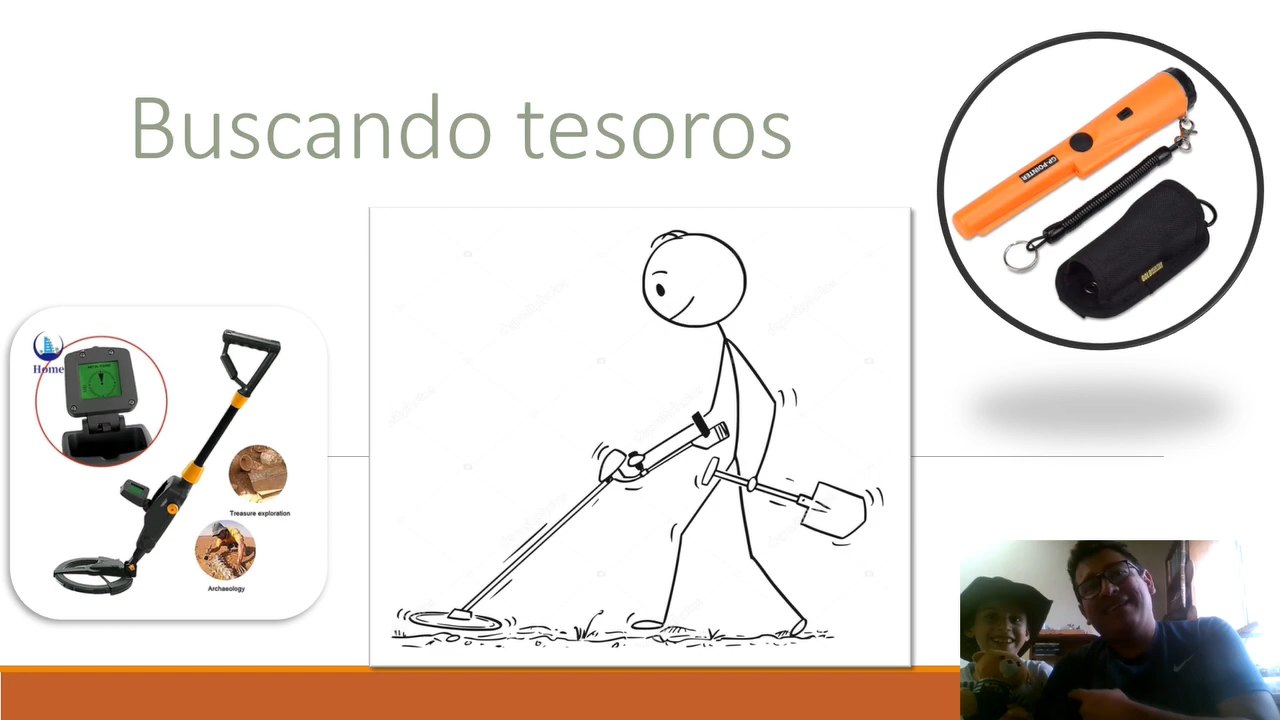 Buscando tesoros
GP-POINTER
Home
Treasure exploration
Archaeology